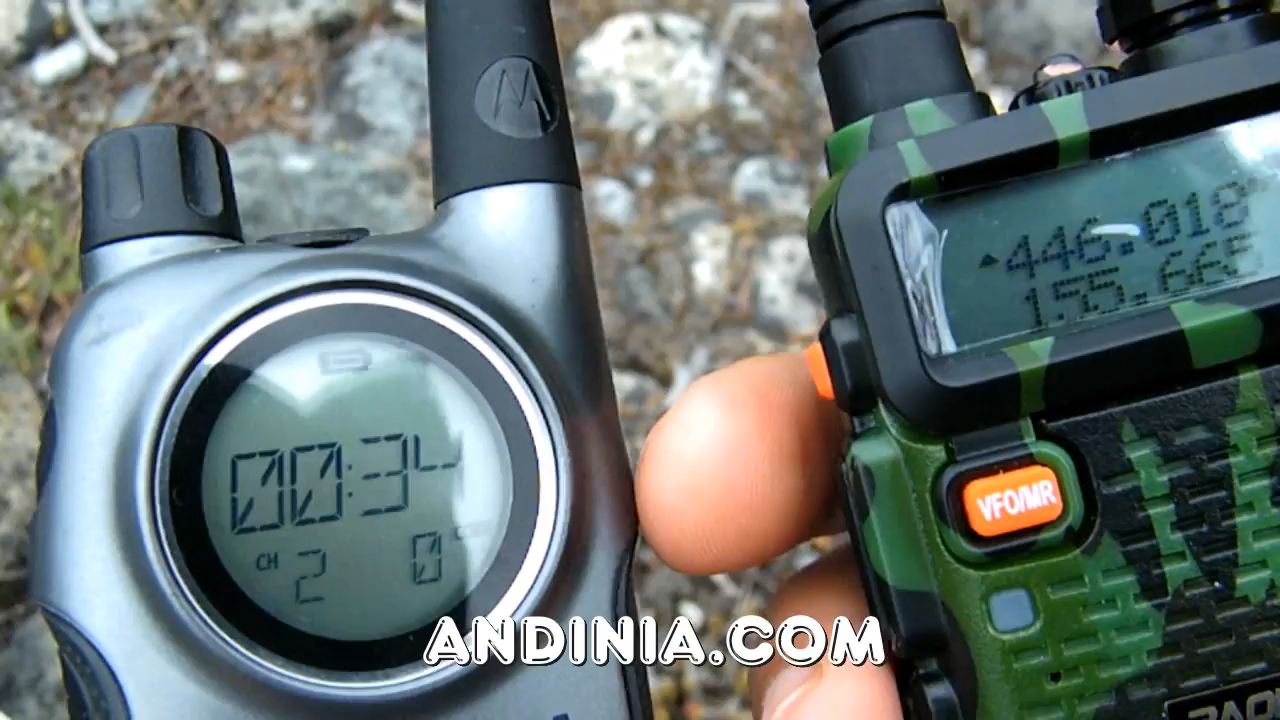 M
446.018
155.665
00:34
CH 2 0
VFO/MR
ANDINIA.COM